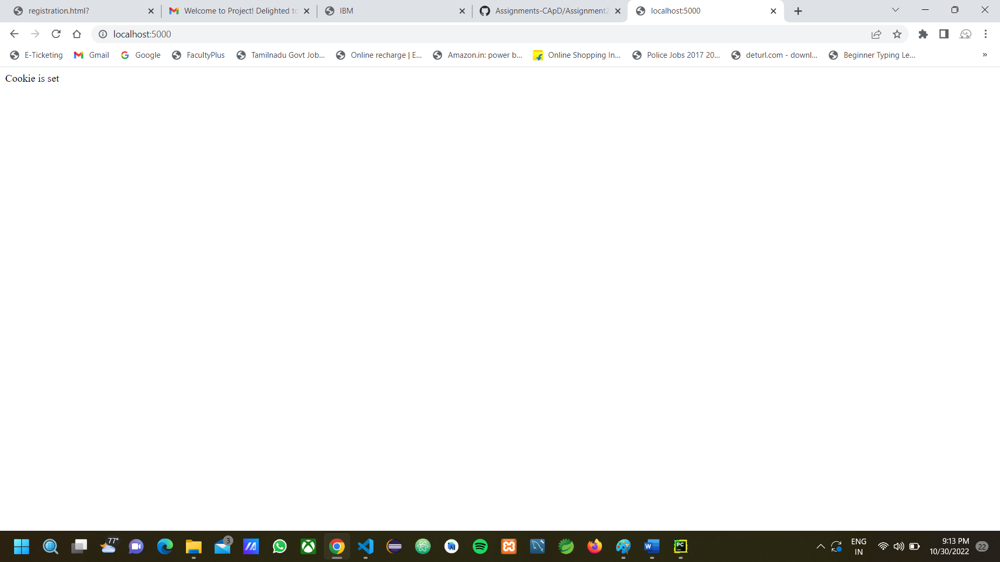 registration.html?
Welcome to Project! Delighted to
IBM
Assignments-CApD/Assignment2
localhost:5000
localhost:5000
E-Ticketing
Gmail
Google
FacultyPlus
Tamilnadu Govt Job...
Online recharge | E...
Amazon.in: power b...
Online Shopping In...
Police Jobs 2017 20...
deturl.com - downl...
Beginner Typing Le...
»
Cookie is set
77°
3
W
PC
ENG
IN
9:13 PM
10/30/2022
22